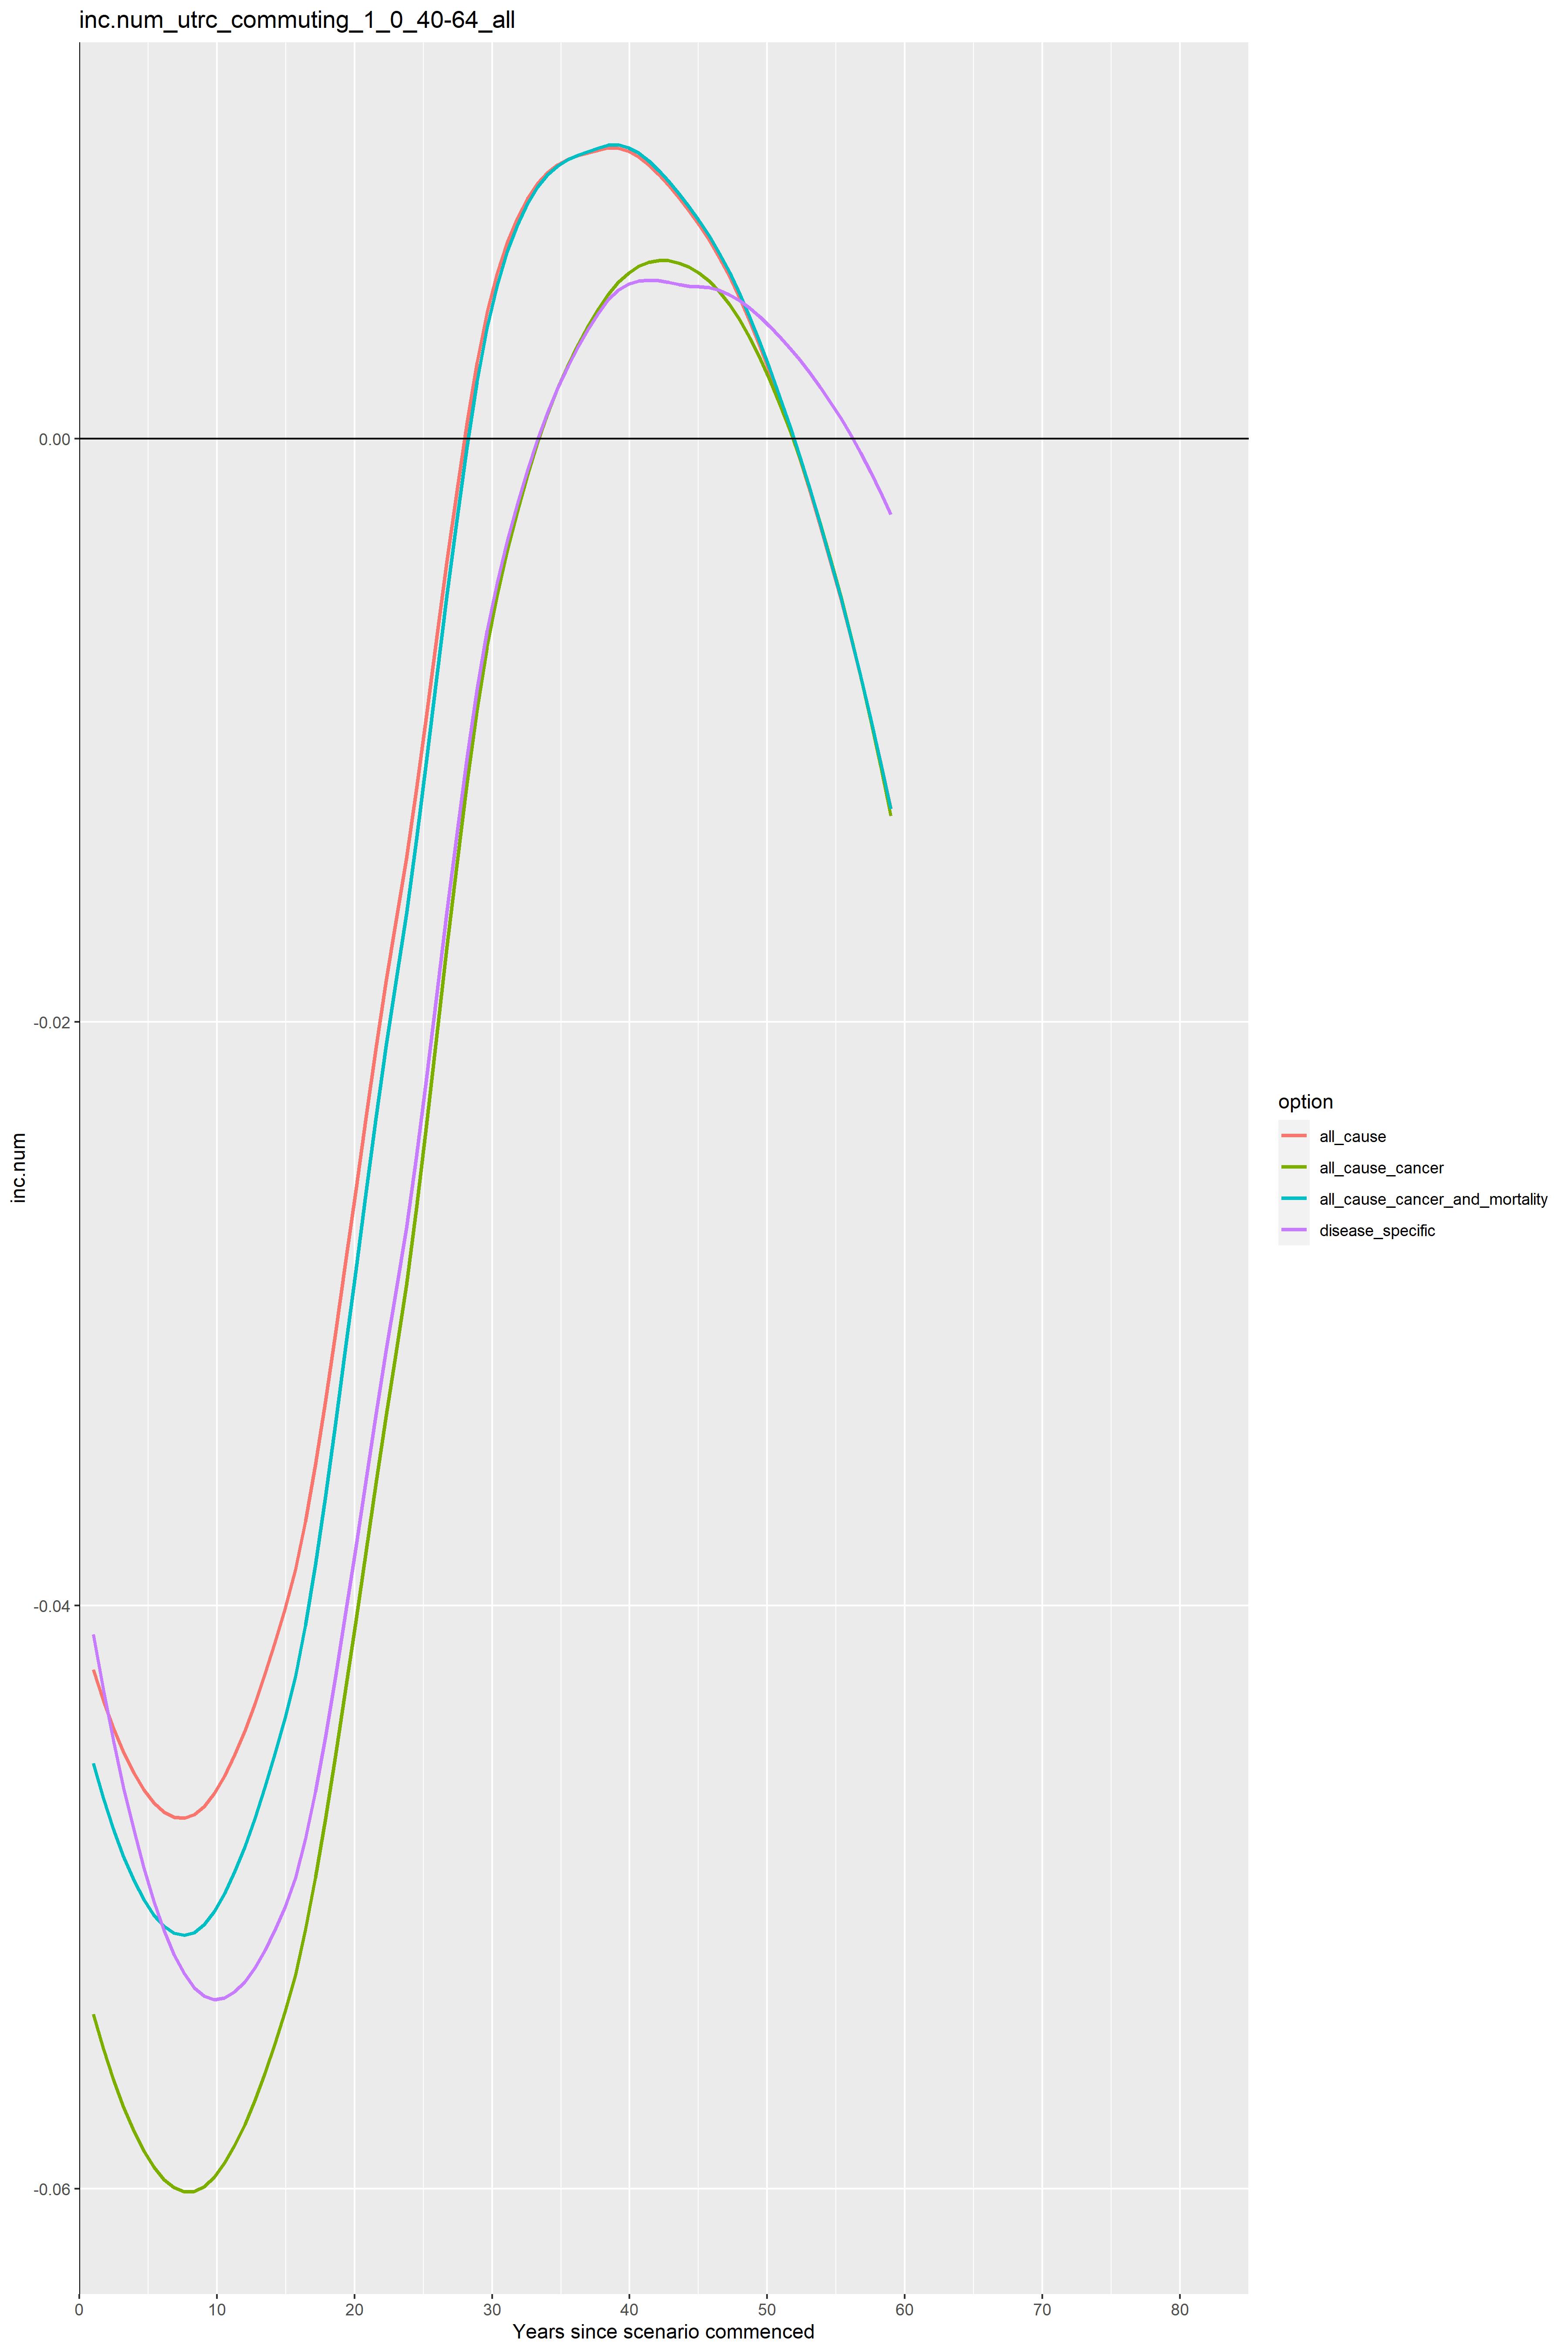 inc.num_utrc_commuting_1_0_40-64_all
inc.num
0.00
-0.02
-0.04
-0.06
0 10 20 30 40 50 60 70 80
Years since scenario commenced
option
all_cause
all_cause_cancer
all_cause_cancer_and_mortality
disease_specific